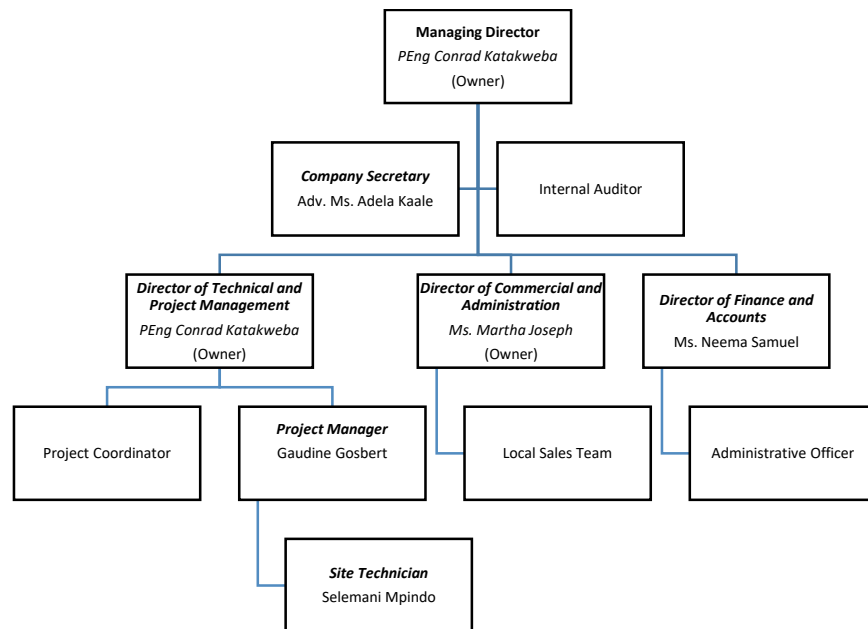 Managing Director
PEng Conrad Katakweba
(Owner)
Company Secretary
Adv. Ms. Adela Kaale
Internal Auditor
Director of Technical and
Project Management
PEng Conrad Katakweba
(Owner)
Director of Commercial and
Administration
Ms. Martha Joseph
(Owner)
Director of Finance and
Accounts
Ms. Neema Samuel
Project Coordinator
Project Manager
Gaudine Gosbert
Local Sales Team
Administrative Officer
Site Technician
Selemani Mpindo